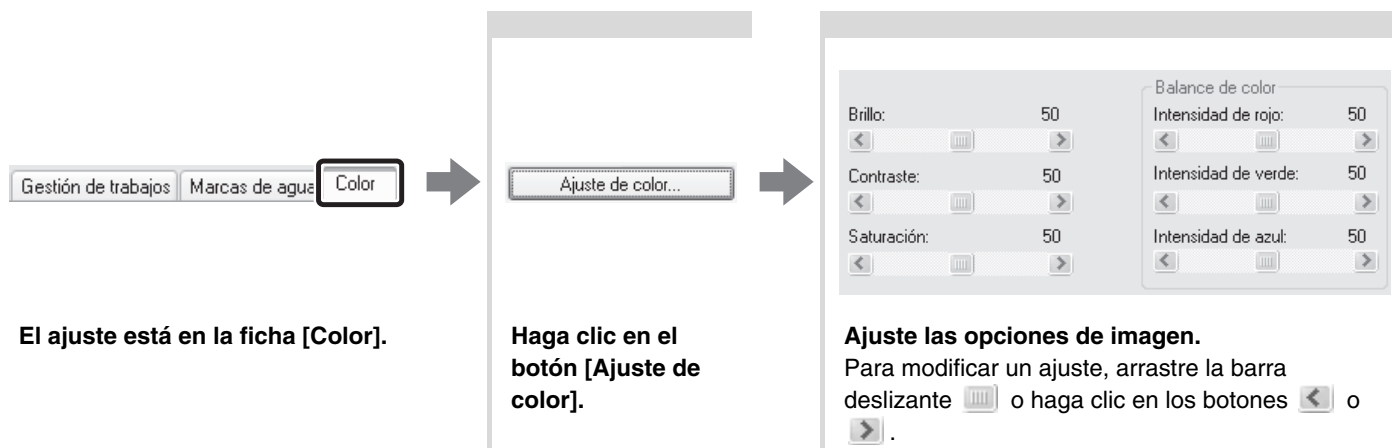 Gestión de trabajos Marcas de agua Color
El ajuste está en la ficha [Color].
Ajuste de color...
Haga clic en el
botón [Ajuste de
color].
Brillo: 50
Contraste: 50
Saturación: 50
Balance de color
Intensidad de rojo: 50
Intensidad de verde: 50
Intensidad de azul: 50
Ajuste las opciones de imagen.
Para modificar un ajuste, arrastre la barra
deslizante o haga clic en los botones < o
> .